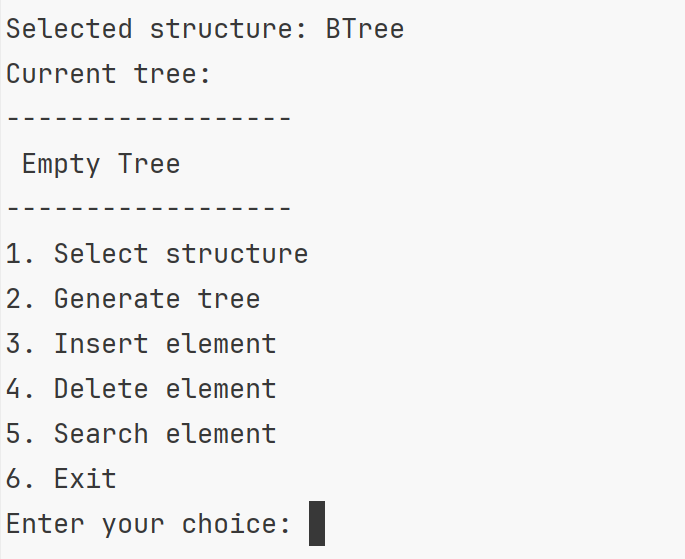 Selected structure: BTree
Current tree:
------------------
 Empty Tree
------------------
1. Select structure
2. Generate tree
3. Insert element
4. Delete element
5. Search element
6. Exit
Enter your choice: